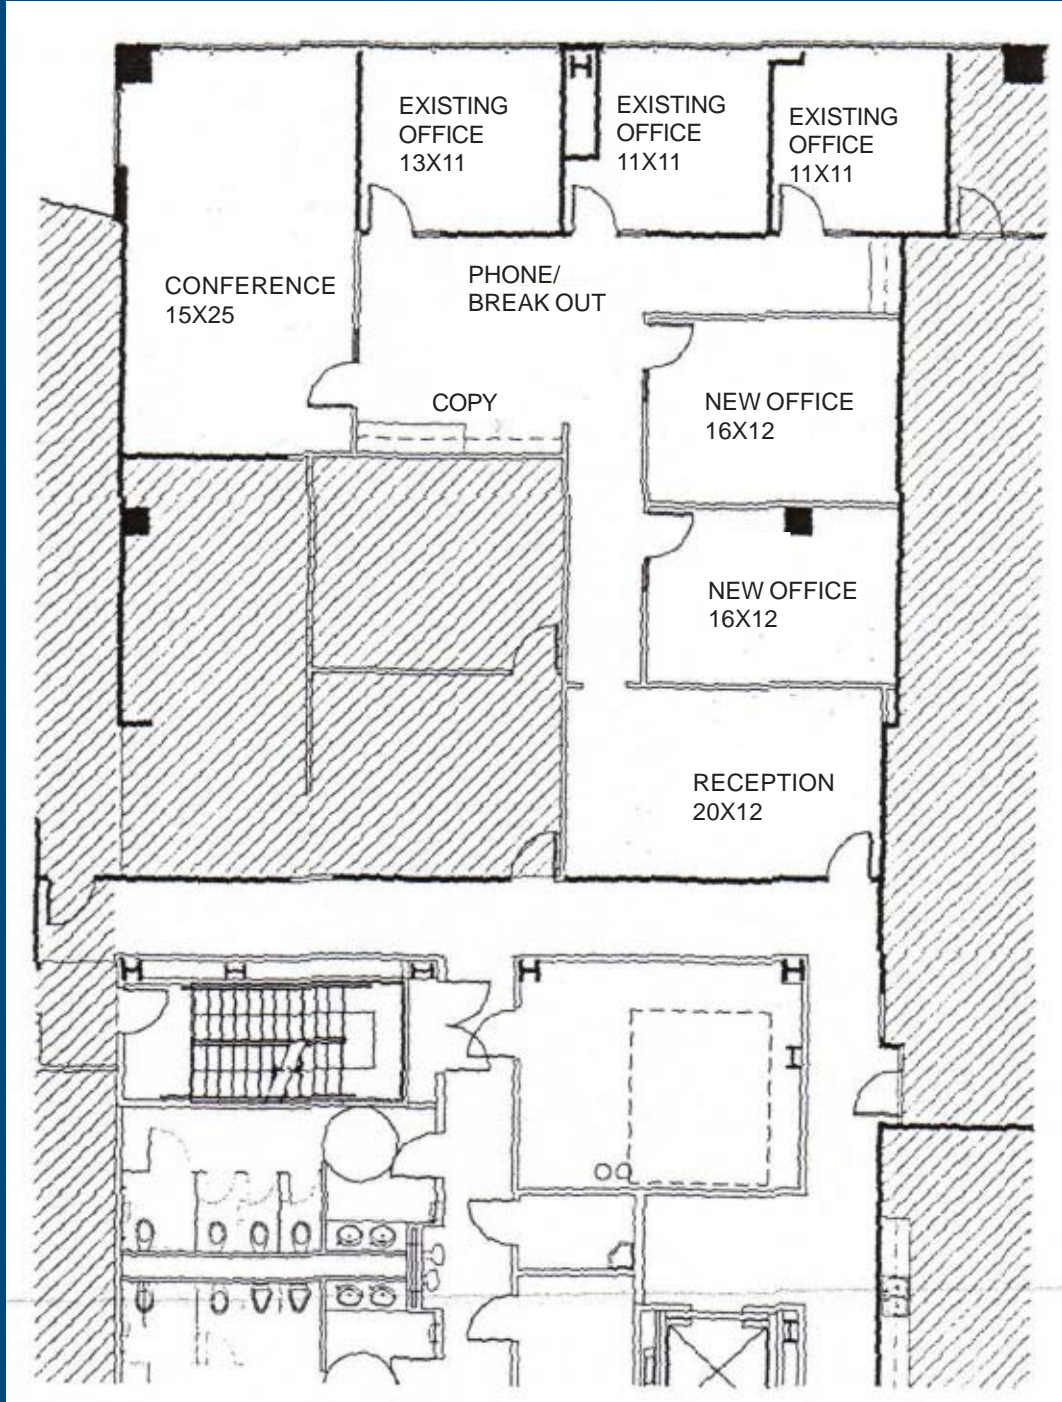 EXISTING
OFFICE
13X11
EXISTING
OFFICE
11X11
EXISTING
OFFICE
11X11
CONFERENCE
15X25
PHONE/
BREAK OUT
COPY
NEW OFFICE
16X12
NEW OFFICE
16X12
RECEPTION
20X12